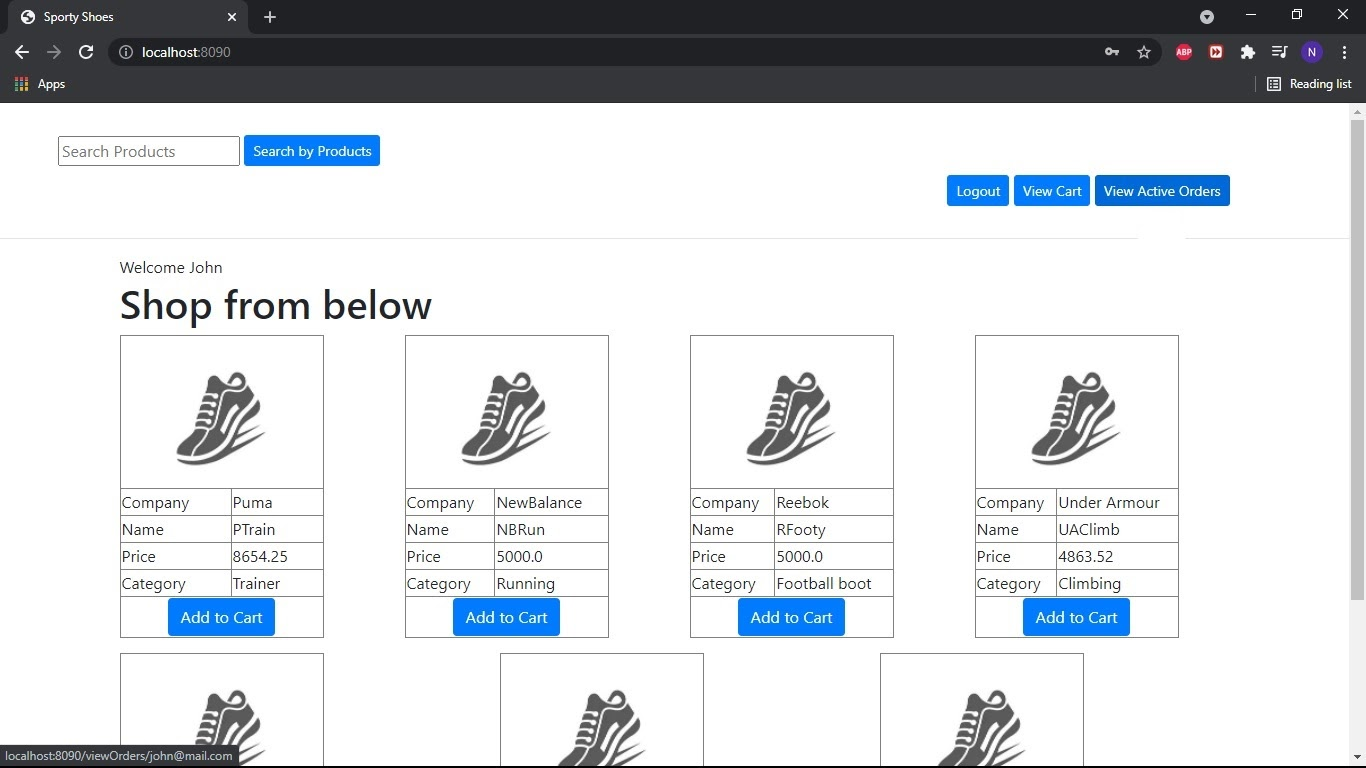 Sporty Shoes
localhost:8090
ABP
N
Apps
Reading list
Search Products Search by Products
Logout View Cart View Active Orders
Welcome John
Shop from below
Company Puma
Name PTrain
Price 8654.25
Category Trainer
Add to Cart
Company NewBalance
Name NBRun
Price 5000.0
Category Running
Add to Cart
Company Reebok
Name RFooty
Price 5000.0
Category Football boot
Add to Cart
Company Under Armour
Name UAClimb
Price 4863.52
Category Climbing
Add to Cart
localhost:8090/viewOrders/john@mail.com